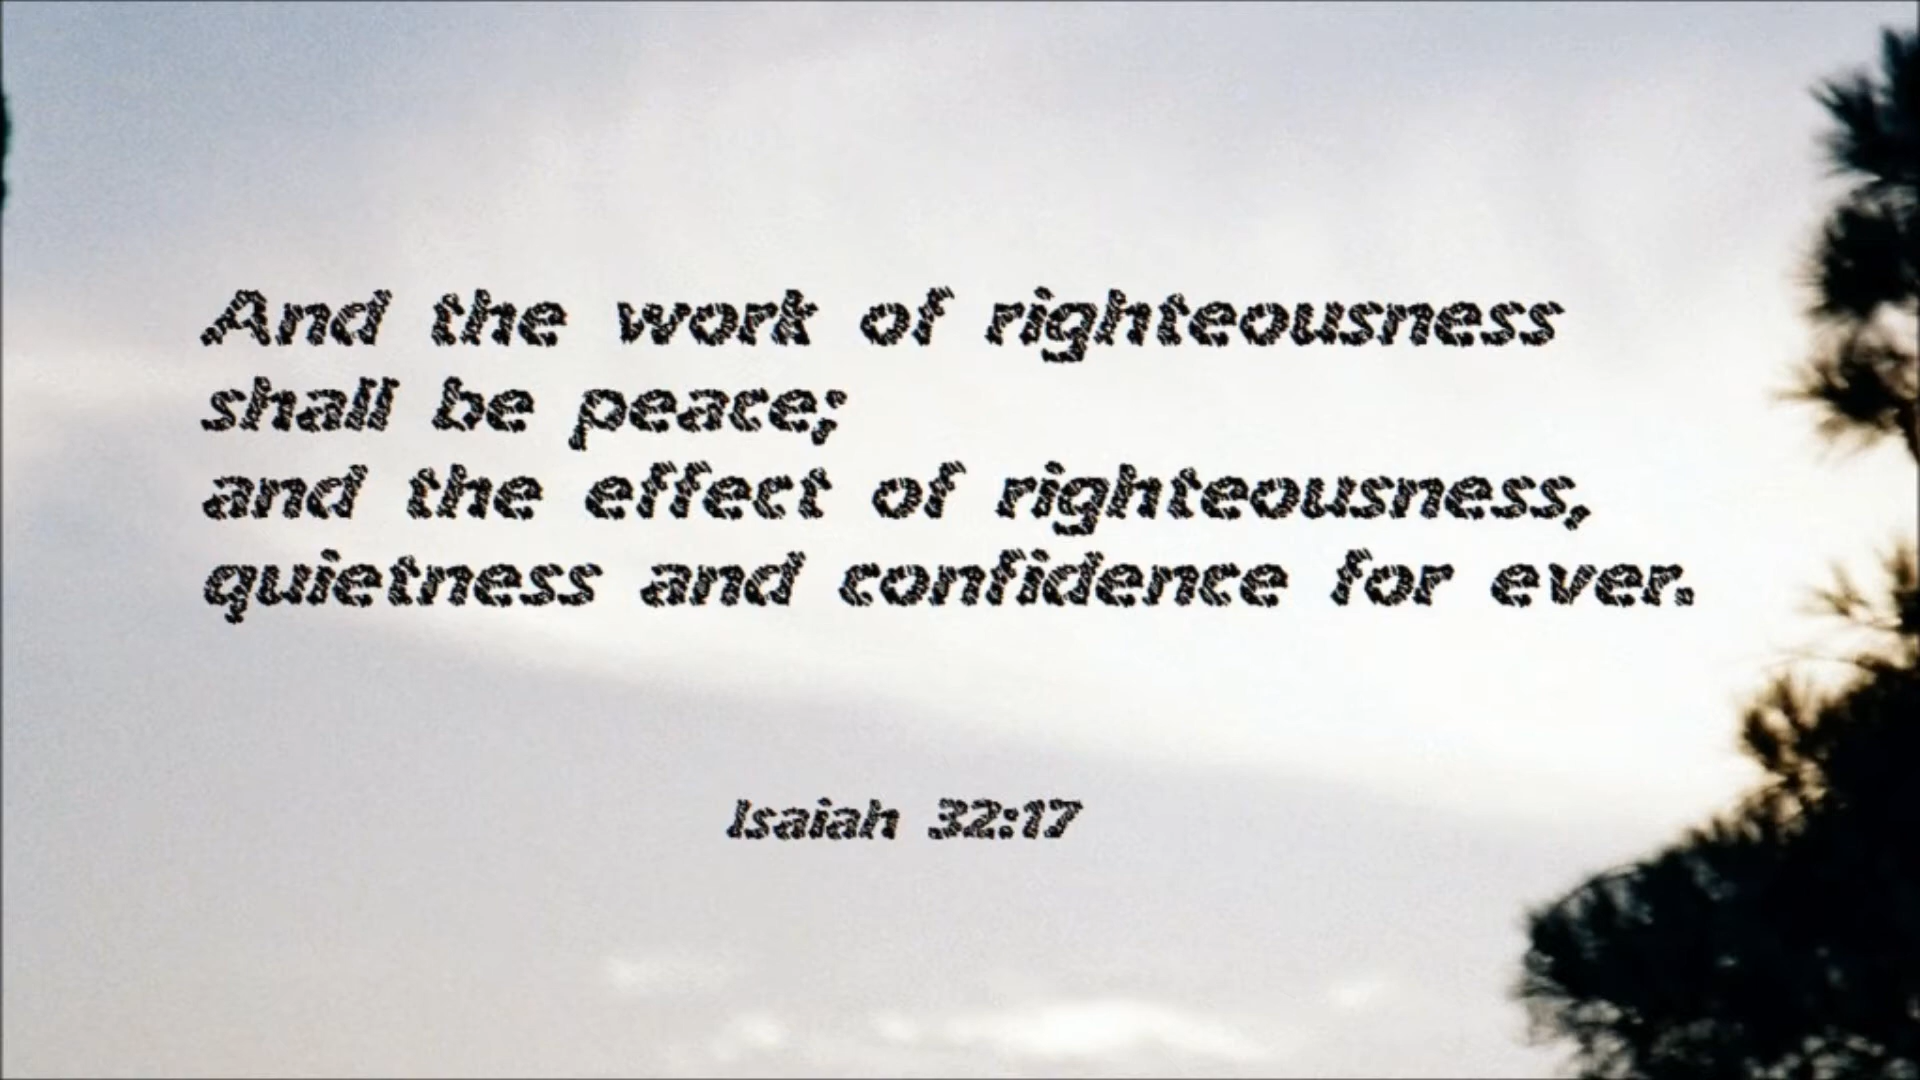 And the work of righteousness
shall be peace;
and the effect of righteousness,
quietness and confidence for ever.
Isaiah 32:17